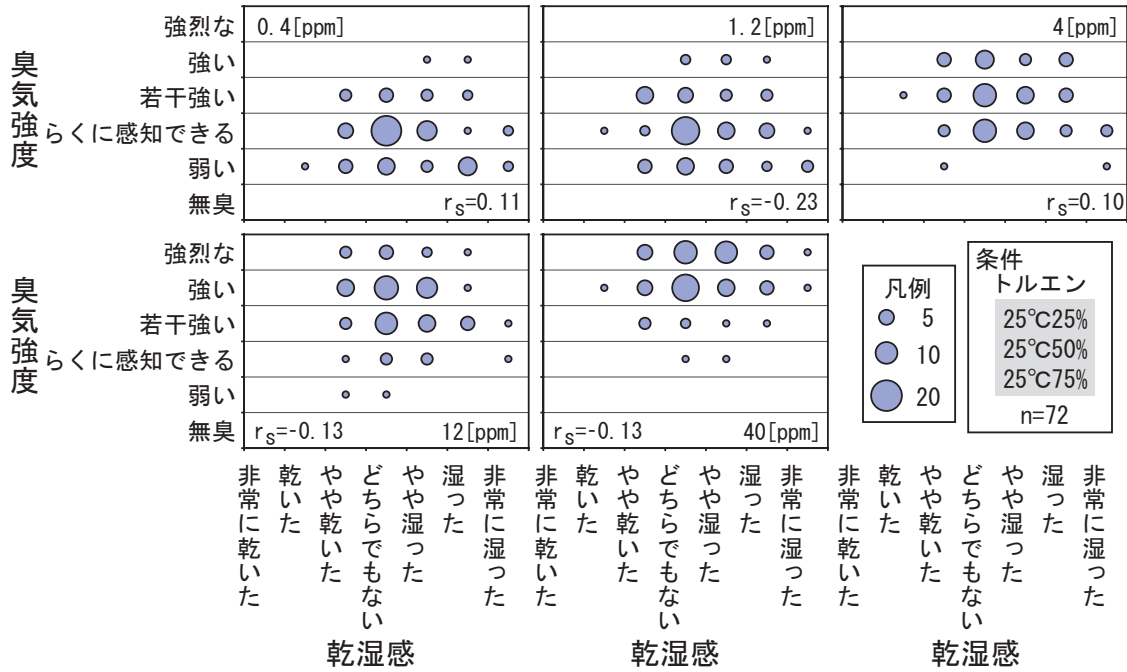 臭気強度
強烈な
強い
若干強い
らくに感知できる
弱い
無臭
0.4[ppm]
rS=0.11
1.2[ppm]
rS=-0.23
4[ppm]
rS=0.10
臭気強度
強烈な
強い
若干強い
らくに感知できる
弱い
無臭
rS=-0.13 12[ppm]
rS=-0.13 40[ppm]
凡例
5
10
20
条件
トルエン
25℃25%
25℃50%
25℃75%
n=72
非常に乾いた
乾いた
やや乾いた
どちらでもない
やや湿った
湿った
非常に湿った
乾湿感
非常に乾いた
乾いた
やや乾いた
どちらでもない
やや湿った
湿った
非常に湿った
乾湿感
非常に乾いた
乾いた
やや乾いた
どちらでもない
やや湿った
湿った
非常に湿った
乾湿感